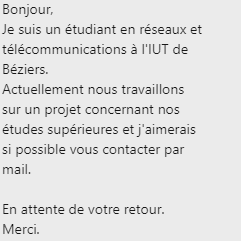 Bonjour,
Je suis un étudiant en réseaux et
télécommunications à l'IUT de
Béziers.
Actuellement nous travaillons
sur un projet concernant nos
études supérieures et j'aimerais
si possible vous contacter par
mail.

En attente de votre retour.
Merci.